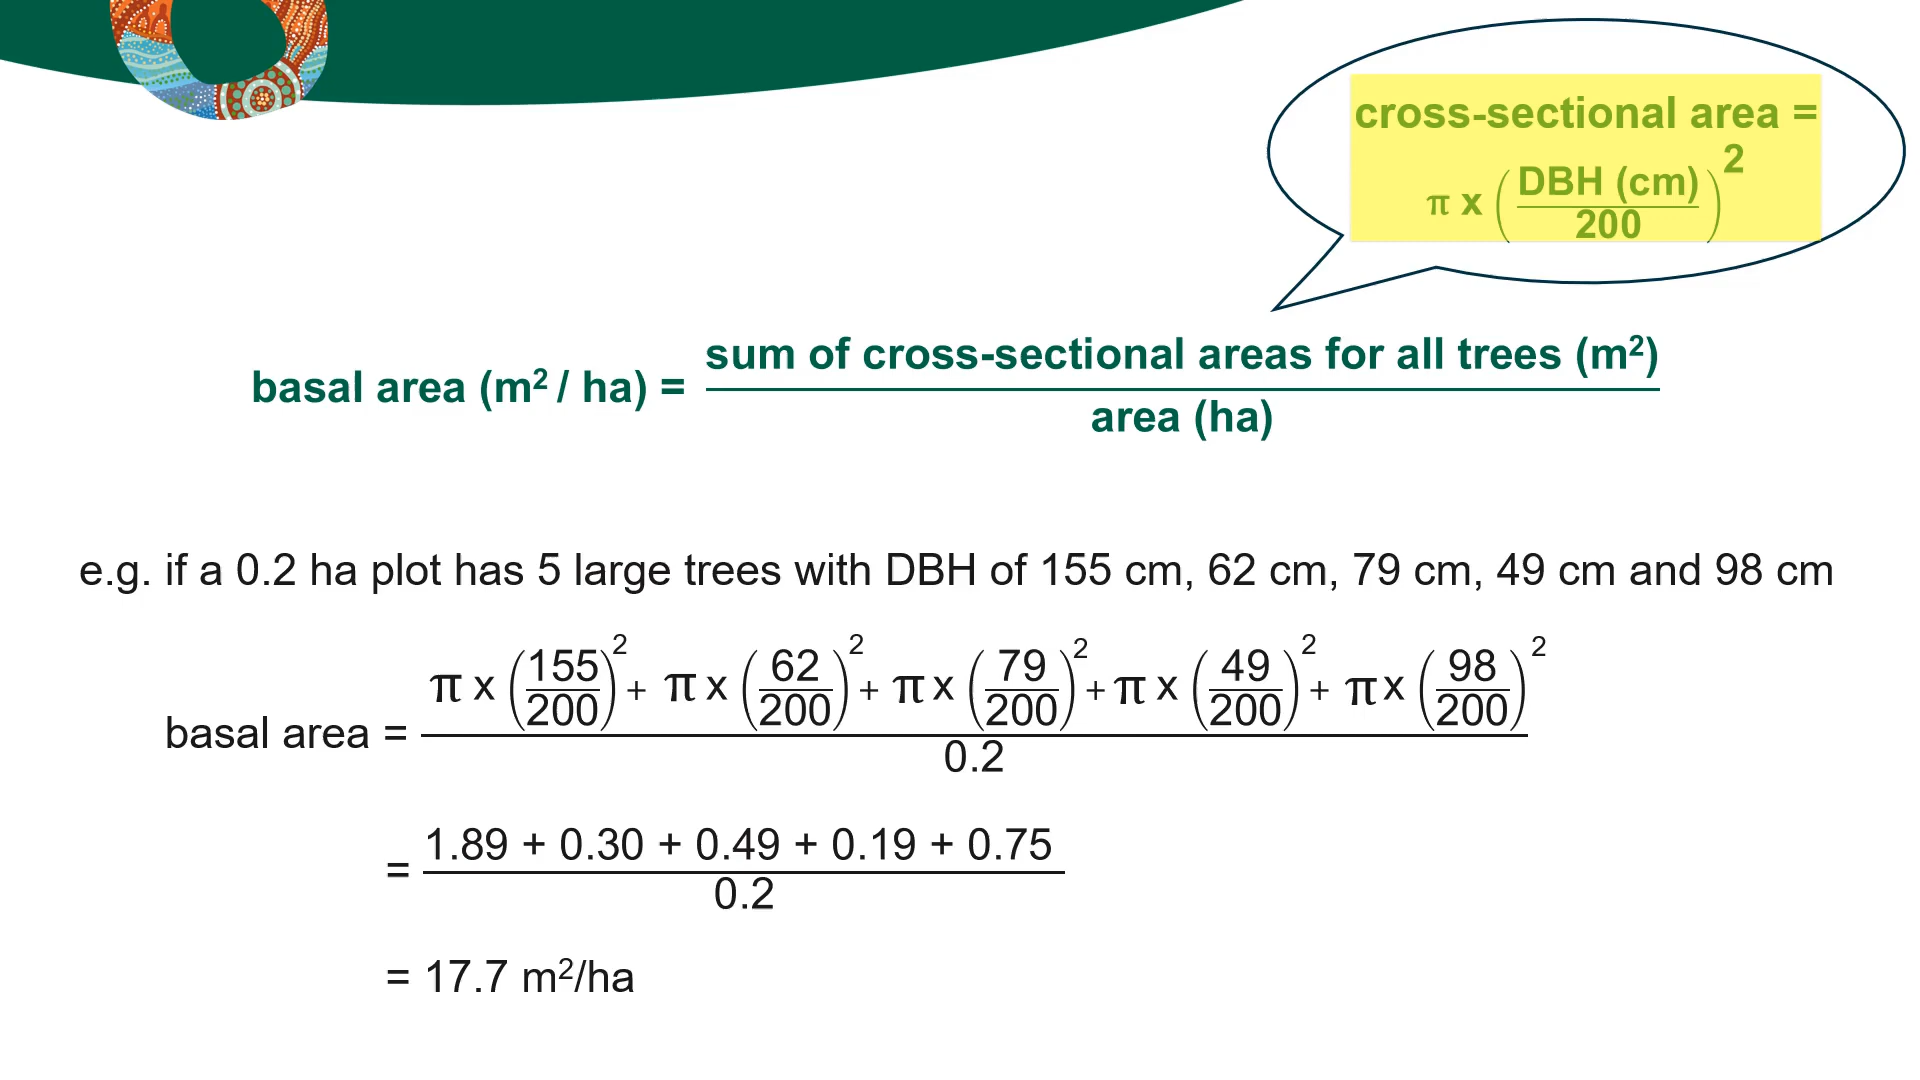 cross-sectional area =
π x (DBH (cm)/200)²
basal area (m² / ha) = sum of cross-sectional areas for all trees (m²) / area (ha)
e.g. if a 0.2 ha plot has 5 large trees with DBH of 155 cm, 62 cm, 79 cm, 49 cm and 98 cm
basal area = π x (155/200)² + π x (62/200)² + π x (79/200)² + π x (49/200)² + π x (98/200)² / 0.2
= 1.89 + 0.30 + 0.49 + 0.19 + 0.75 / 0.2
= 17.7 m²/ha